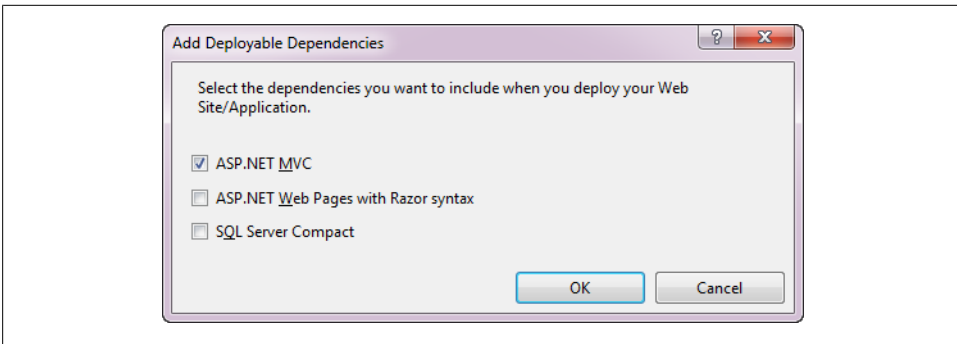 Add Deployable Dependencies
Select the dependencies you want to include when you deploy your Web
Site/Application.
ASP.NET MVC
ASP.NET Web Pages with Razor syntax
SQL Server Compact
OK
Cancel